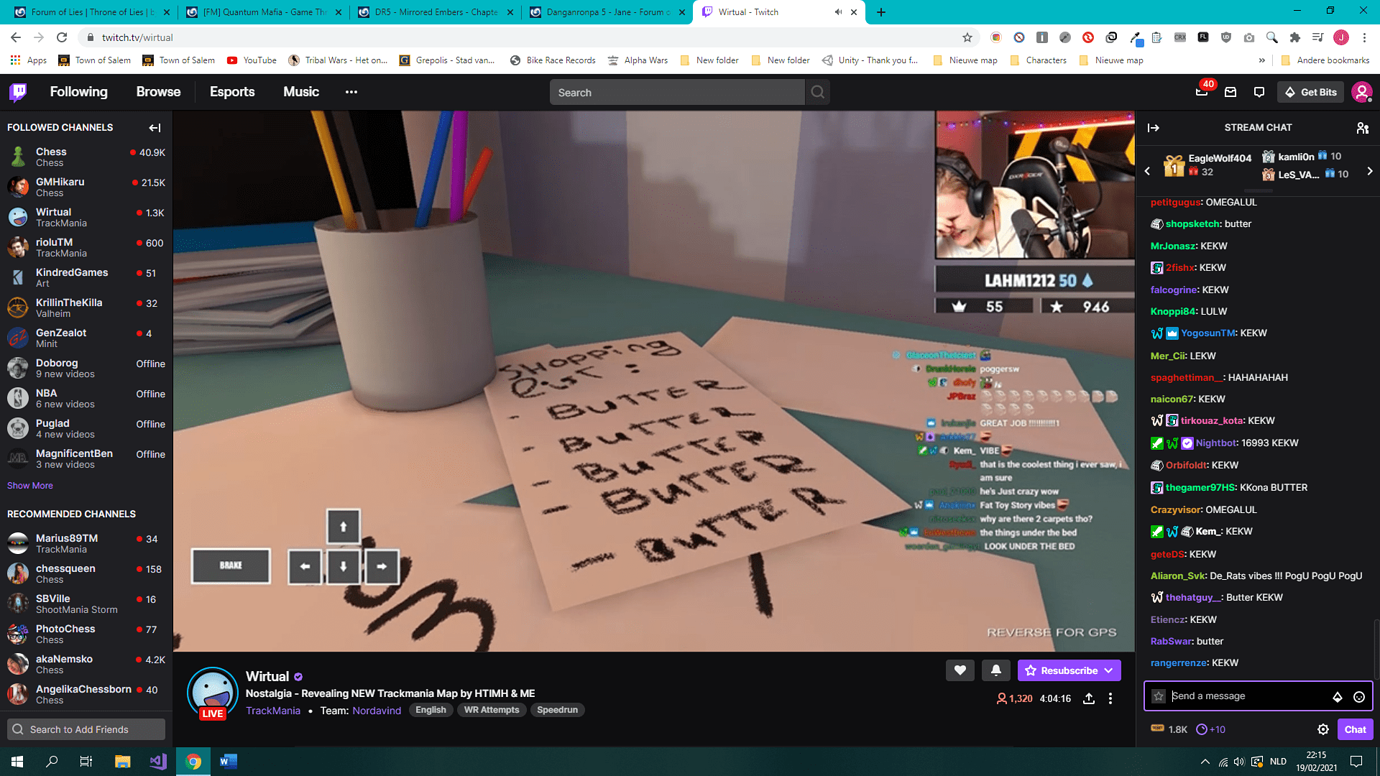 Forum of Lies | Throne of Lies | b
[FM] Quantum Mafia - Game Thr
DR5 - Mirrored Embers - Chapte
Danganronpa 5 - Jane - Forum o
Wirtual - Twitch
twitch.tv/wirtual
Apps
Town of Salem
Town of Salem
YouTube
Tribal Wars - Het on...
Grepolis - Stad van...
Bike Race Records
Alpha Wars
New folder
New folder
Unity - Thank you f...
Nieuwe map
Characters
Nieuwe map
Andere bookmarks
Following
Browse
Esports
Music
Search
40
Get Bits
FOLLOWED CHANNELS
Chess 40.9K
Chess
GMHikaru 21.5K
Chess
Wirtual 1.3K
TrackMania
rioluTM 600
TrackMania
KindredGames 51
Art
KrillinTheKilla 32
Valheim
GenZealot 4
Minit
Doborog Offline
9 new videos
NBA Offline
6 new videos
Puglad Offline
4 new videos
MagnificentBen Offline
3 new videos
Show More
RECOMMENDED CHANNELS
Marius89TM 34
TrackMania
chessqueen 158
Chess
SBVille 16
ShootMania Storm
PhotoChess 77
Chess
akaNemsko 4.2K
Chess
AngelikaChessborn 40
Chess
Search to Add Friends
SHOPPING
LIST:
- BUTTER
- BUTTER
- BUTTER
- BUTTER
- BUTTER
BRAKE
LAHM1212 50
55
946
poggersw
JPBraz
GREAT JOB !!!!!!!!!!!1
Kem_ VIBE
that is the coolest thing i ever saw, i
am sure
he's Just crazy wow
Fat Toy Story vibes
why are there 2 carpets tho?
the things under the bed
LOOK UNDER THE BED
REVERSE FOR GPS
LIVE
Wirtual
Nostalgia - Revealing NEW Trackmania Map by HTIMH & ME
TrackMania • Team: Nordavind
English
WR Attempts
Speedrun
Resubscribe
1,320
4:04:16
STREAM CHAT
1
EagleWolf404
32
kamli0n 10
LeS_VA... 10
petitgugus: OMEGALUL
shopsketch: butter
MrJonasz: KEKW
2fishx: KEKW
falcogrine: KEKW
Knoppi84: LULW
YogosunTM: KEKW
Mer_Cii: LEKW
spaghettiman__: HAHAHAHAH
naicon67: KEKW
tirkouaz_kota: KEKW
Nightbot: 16993 KEKW
Orbifoldt: KEKW
thegamer97HS: KKona BUTTER
Crazyvisor: OMEGALUL
Kem_: KEKW
geteDS: KEKW
Aliaron_Svk: De_Rats vibes !!! PogU PogU PogU
thehatguy__: Butter KEKW
Etiencz: KEKW
RabSwar: butter
rangerrenze: KEKW
Send a message
1.8K
+10
Chat
NLD
22:15
19/02/2021